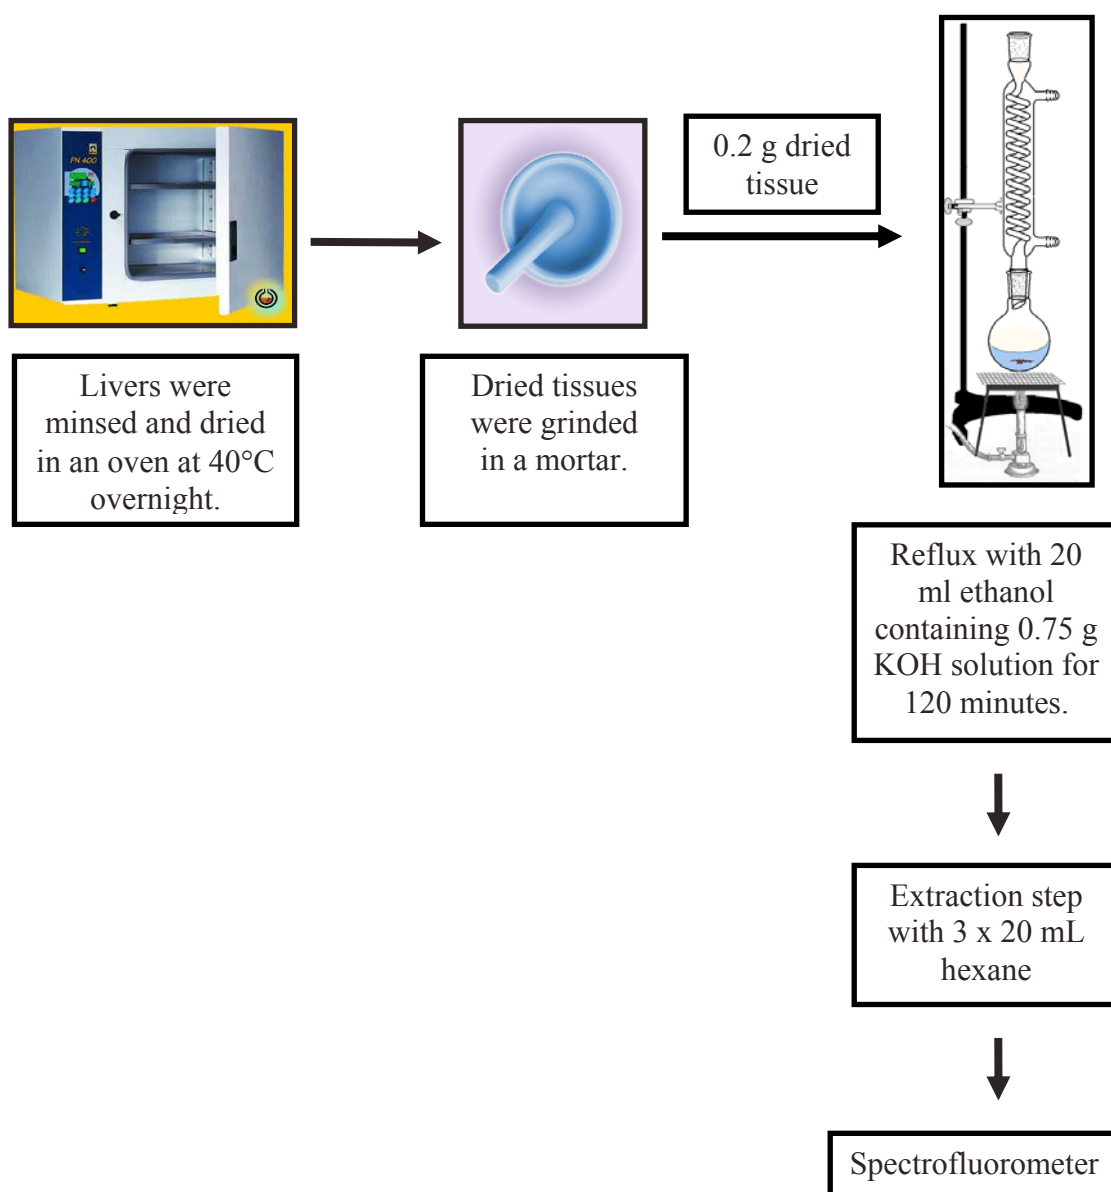 0.2 g dried
tissue
FN 400
Livers were
minsed and dried
in an oven at 40°C
overnight.
Dried tissues
were grinded
in a mortar.
Reflux with 20
ml ethanol
containing 0.75 g
KOH solution for
120 minutes.
Extraction step
with 3 x 20 mL
hexane
Spectrofluorometer